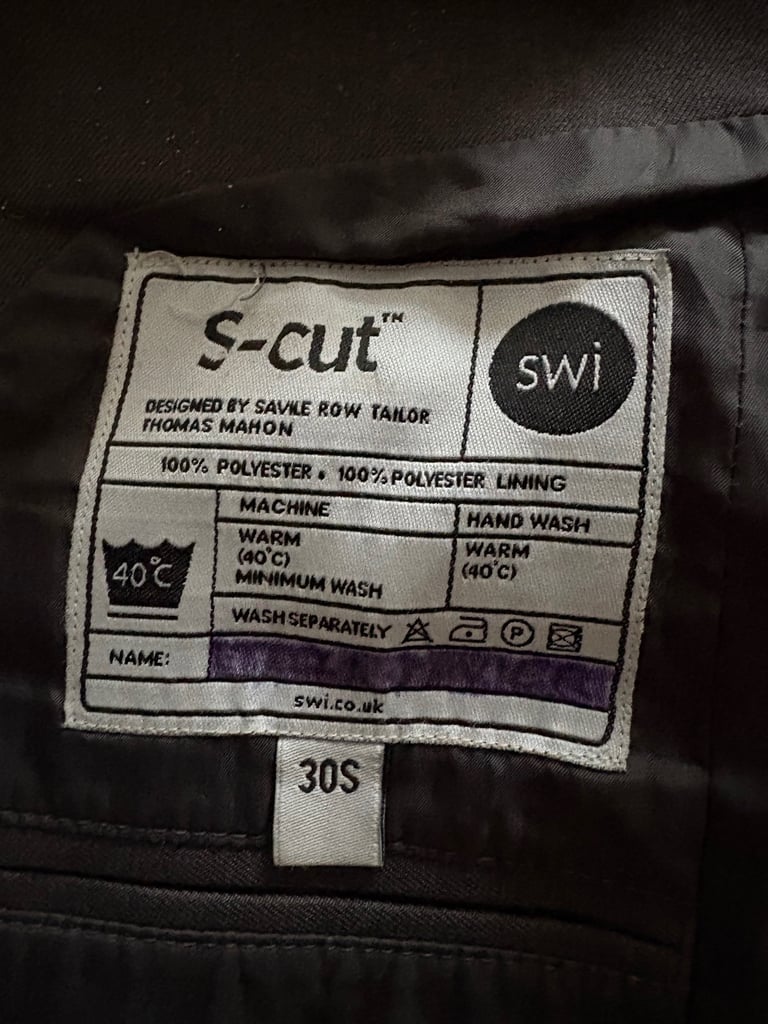 S-cut™
swi
DESIGNED BY SAVILE ROW TAILOR
THOMAS MAHON
100% POLYESTER • 100% POLYESTER LINING
MACHINE
WARM
(40°C)
MINIMUM WASH
HAND WASH
WARM
(40°C)
40°C
WASH SEPARATELY
P
NAME:
swi.co.uk
30S